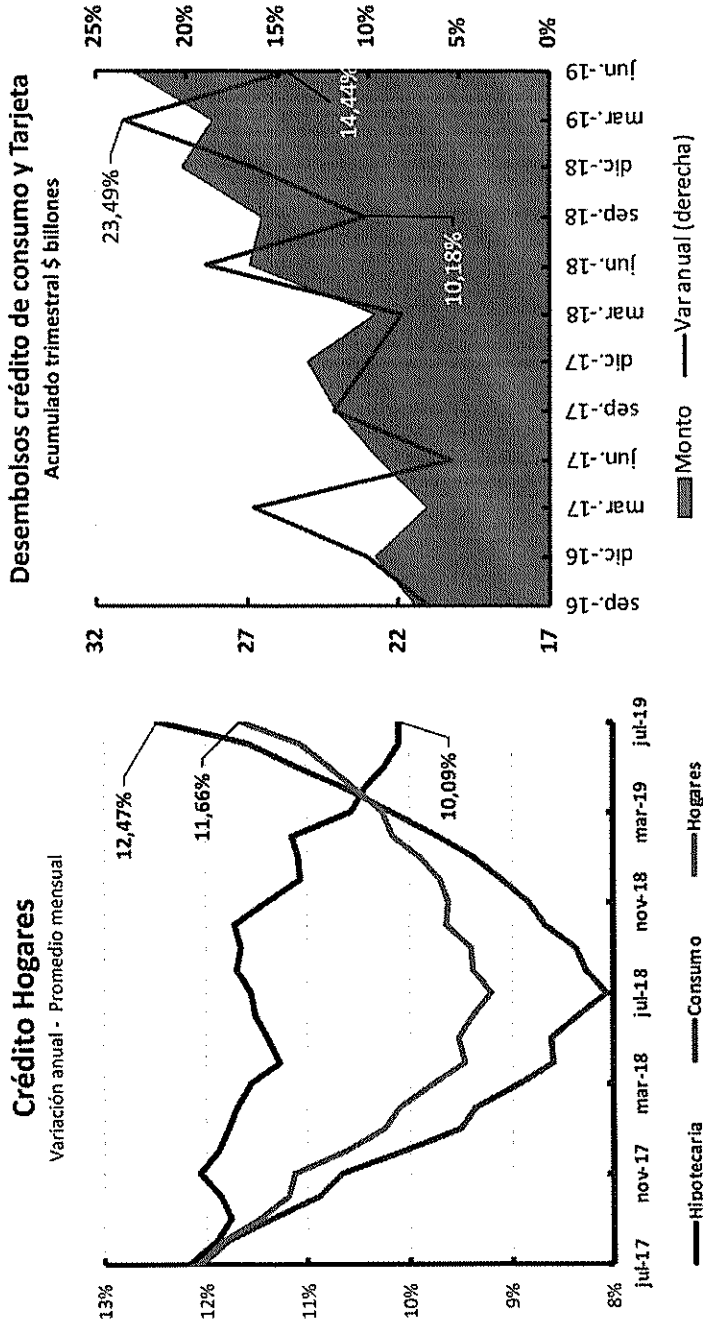 Crédito Hogares
Variación anual - Promedio mensual
13%
12%
11%
10%
9%
8%
12,47%
11,66%
10,09%
jul-17
nov-17
mar-18
jul-18
nov-18
mar-19
jul-19
Hipotecaria
Consumo
Hogares
Desembolsos crédito de consumo y Tarjeta
Acumulado trimestral $ billones
32
27
22
17
25%
20%
15%
10%
5%
0%
23,49%
14,44%
10,18%
sep.-16
dic.-16
mar.-17
jun.-17
sep.-17
dic.-17
mar.-18
jun.-18
sep.-18
dic.-18
mar.-19
jun.-19
Monto
Var anual (derecha)